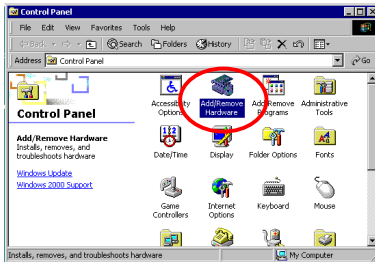 Control Panel
File Edit View Favorites Tools Help
Back Search Folders History
Address Control Panel Go
Control Panel
Add/Remove Hardware
Installs, removes, and
troubleshoots hardware
Windows Update
Windows 2000 Support
Accessibility Options
Add/Remove Hardware
Add/Remove Programs
Administrative Tools
Date/Time
Display
Folder Options
Fonts
Game Controllers
Internet Options
Keyboard
Mouse
Installs, removes, and troubleshoots hardware My Computer